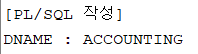 [PL/SQL 작성]
DNAME : ACCOUNTING